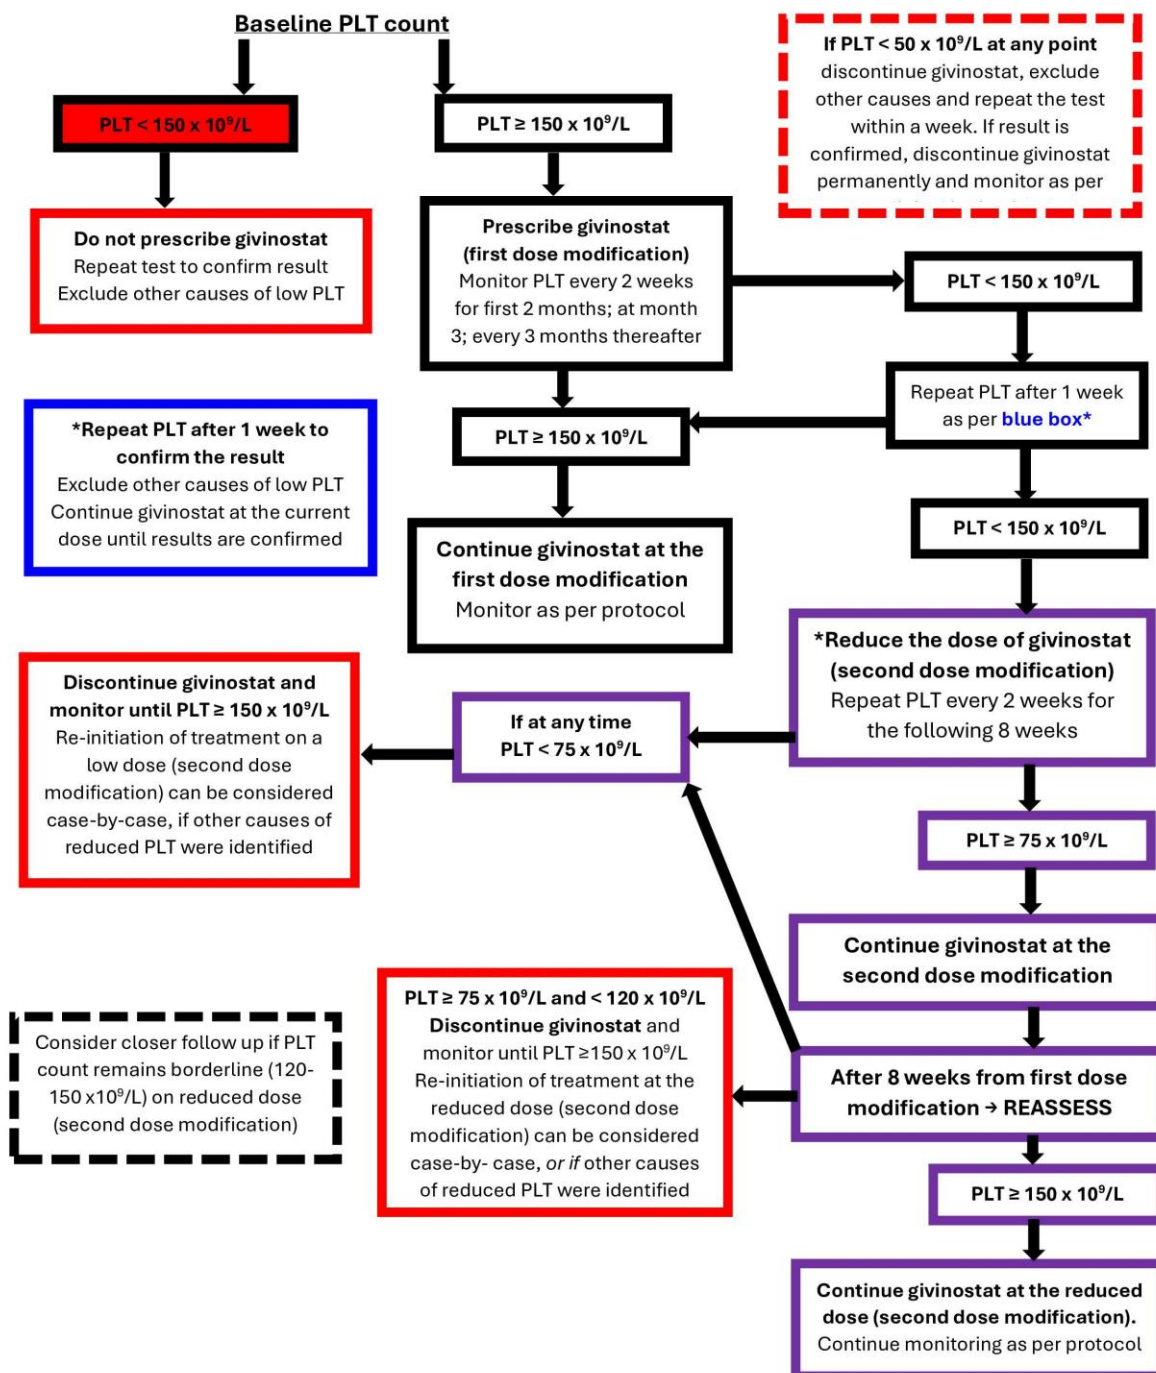 Baseline PLT count
PLT < 150 x 10⁹/L
PLT ≥ 150 x 10⁹/L
If PLT < 50 x 10⁹/L at any point
discontinue givinostat, exclude
other causes and repeat the test
within a week. If result is
confirmed, discontinue givinostat
permanently and monitor as per
Do not prescribe givinostat
Repeat test to confirm result
Exclude other causes of low PLT
Prescribe givinostat
(first dose modification)
Monitor PLT every 2 weeks
for first 2 months; at month
3; every 3 months thereafter
PLT < 150 x 10⁹/L
Repeat PLT after 1 week
as per blue box*
*Repeat PLT after 1 week to
confirm the result
Exclude other causes of low PLT
Continue givinostat at the current
dose until results are confirmed
PLT ≥ 150 x 10⁹/L
PLT < 150 x 10⁹/L
Continue givinostat at the
first dose modification
Monitor as per protocol
*Reduce the dose of givinostat
(second dose modification)
Repeat PLT every 2 weeks for
the following 8 weeks
Discontinue givinostat and
monitor until PLT ≥ 150 x 10⁹/L
Re-initiation of treatment on a
low dose (second dose
modification) can be considered
case-by-case, if other causes of
reduced PLT were identified
If at any time
PLT < 75 x 10⁹/L
PLT ≥ 75 x 10⁹/L
Continue givinostat at the
second dose modification
PLT ≥ 75 x 10⁹/L and < 120 x 10⁹/L
Discontinue givinostat and
monitor until PLT ≥150 x 10⁹/L
Re-initiation of treatment at the
reduced dose (second dose
modification) can be considered
case-by- case, or if other causes
of reduced PLT were identified
Consider closer follow up if PLT
count remains borderline (120-
150 x10⁹/L) on reduced dose
(second dose modification)
After 8 weeks from first dose
modification → REASSESS
PLT ≥ 150 x 10⁹/L
Continue givinostat at the reduced
dose (second dose modification).
Continue monitoring as per protocol